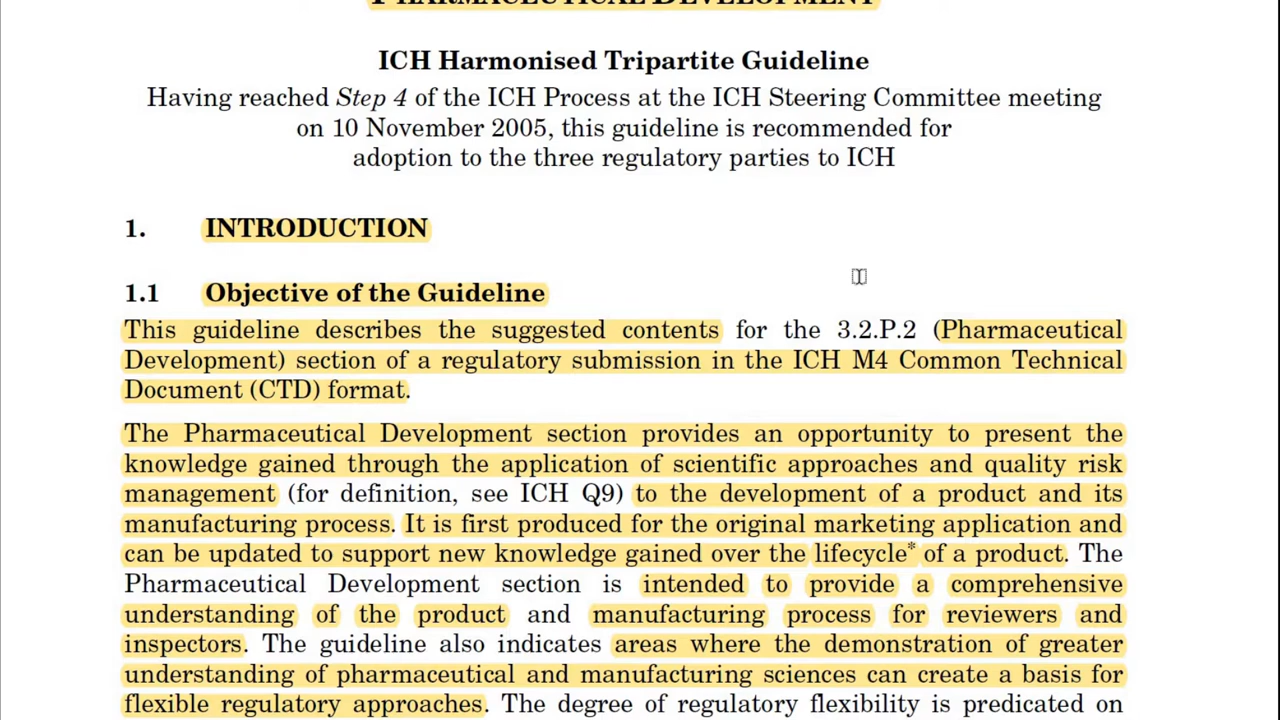 PHARMACEUTICAL DEVELOPMENT
ICH Harmonised Tripartite Guideline
Having reached Step 4 of the ICH Process at the ICH Steering Committee meeting
on 10 November 2005, this guideline is recommended for
adoption to the three regulatory parties to ICH
1. INTRODUCTION
1.1 Objective of the Guideline
This guideline describes the suggested contents for the 3.2.P.2 (Pharmaceutical
Development) section of a regulatory submission in the ICH M4 Common Technical
Document (CTD) format.
The Pharmaceutical Development section provides an opportunity to present the
knowledge gained through the application of scientific approaches and quality risk
management (for definition, see ICH Q9) to the development of a product and its
manufacturing process. It is first produced for the original marketing application and
can be updated to support new knowledge gained over the lifecycle* of a product. The
Pharmaceutical Development section is intended to provide a comprehensive
understanding of the product and manufacturing process for reviewers and
inspectors. The guideline also indicates areas where the demonstration of greater
understanding of pharmaceutical and manufacturing sciences can create a basis for
flexible regulatory approaches. The degree of regulatory flexibility is predicated on